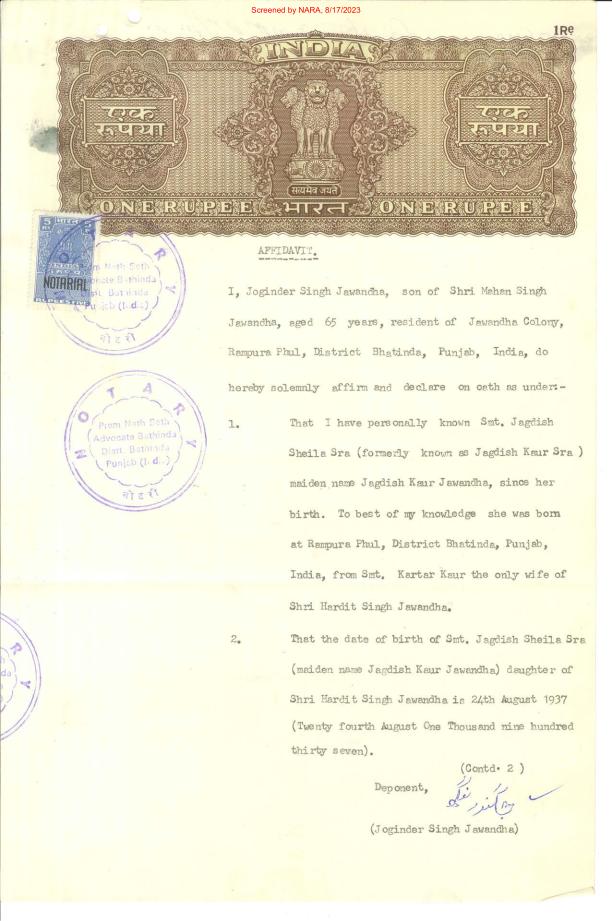 Screened by NARA, 8/17/2023
1Re
INDIA
एक
रूपया
एक
रूपया
सत्यमेव जयते
ONE RUPEE भारत ONE RUPEE
AFFIDAVIT.
NOTARIAL
NOTARY
Prem Nath Seth
Advocate Bathinda
Distt. Bathinda
Punjab (I.d..)
ਨੋਟਰੀ
I, Joginder Singh Jawandha, son of Shri Mahan Singh
Jawandha, aged 65 years, resident of Jawandha Colony,
Rampura Phul, District Bhatinda, Punjab, India, do
hereby solemnly affirm and declare on oath as under:-
NOTARY
Prem Nath Seth
Advocate Bathinda
Distt. Bathinda
Punjab (I.d..)
ਨੋਟਰੀ
1. That I have personally known Smt. Jagdish
Sheila Sra (formerly known as Jagdish Kaur Sra )
maiden name Jagdish Kaur Jawandha, since her
birth. To best of my knowledge she was born
at Rampura Phul, District Bhatinda, Punjab,
India, from Smt. Kartar Kaur the only wife of
Shri Hardit Singh Jawandha.
2. That the date of birth of Smt. Jagdish Sheila Sra
(maiden name Jagdish Kaur Jawandha) daughter of
Shri Hardit Singh Jawandha is 24th August 1937
(Twenty fourth August One Thousand nine hundred
thirty seven).
(Contd. 2 )
Deponent,
(Joginder Singh Jawandha)